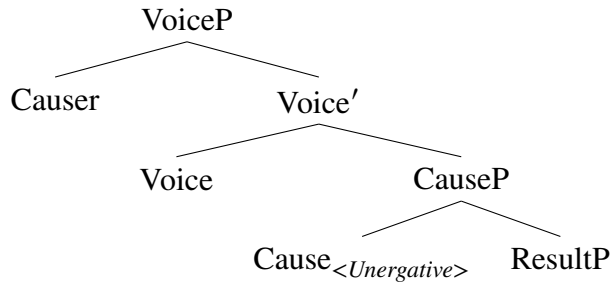 VoiceP
Causer Voice′
Voice CauseP
Cause<Unergative> ResultP